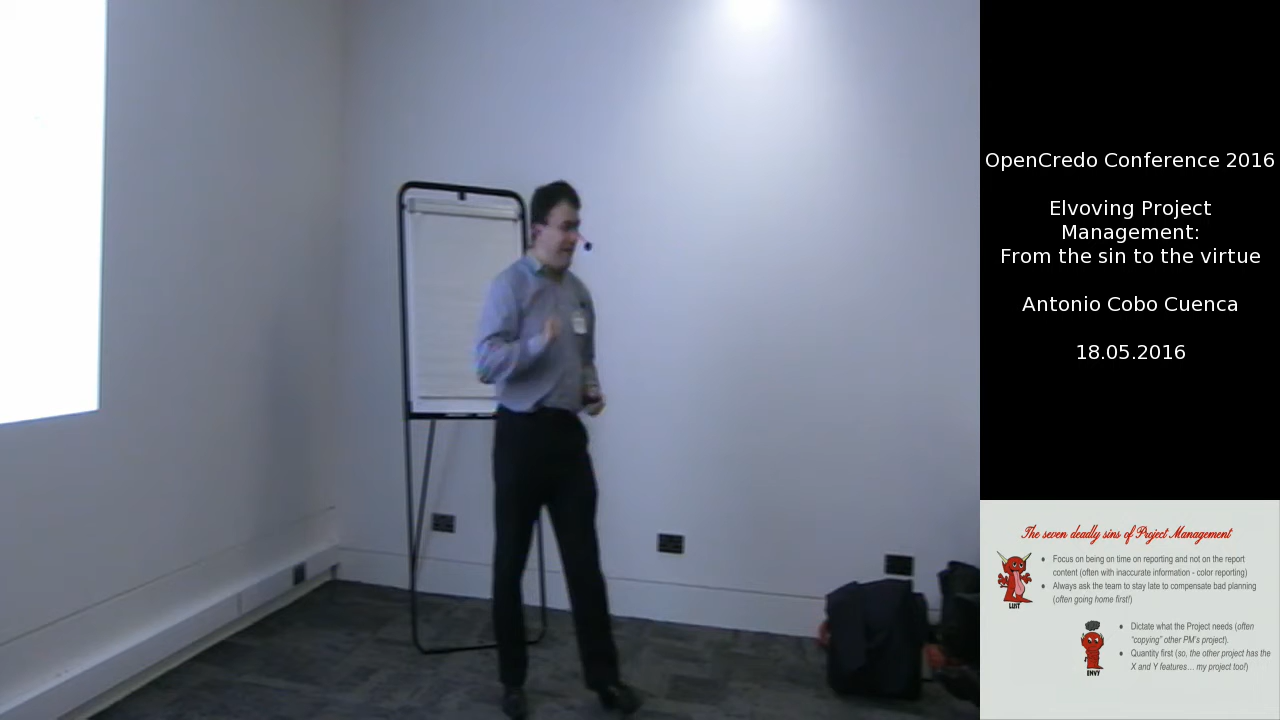 OpenCredo Conference 2016
Elvoving Project
Management:
From the sin to the virtue
Antonio Cobo Cuenca
18.05.2016
The seven deadly sins of Project Management
● Focus on being on time on reporting and not on the report
content (often with inaccurate information - color reporting)
● Always ask the team to stay late to compensate bad planning
(often going home first!)
LUST
● Dictate what the Project needs (often
"copying" other PM's project).
● Quantity first (so, the other project has the
X and Y features... my project too!)
ENVY